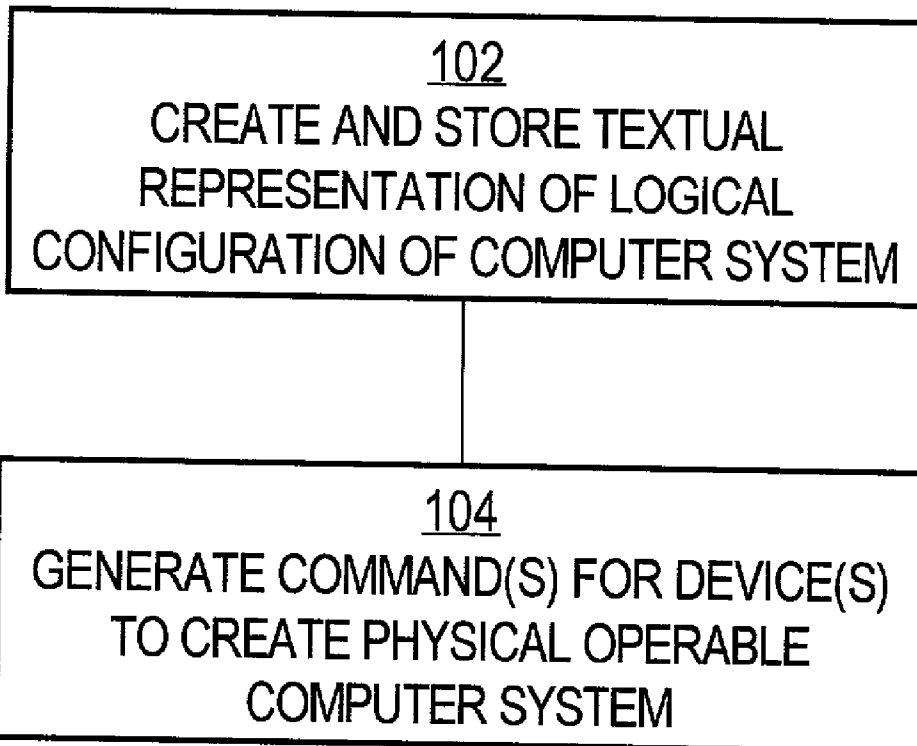 102
CREATE AND STORE TEXTUAL
REPRESENTATION OF LOGICAL
CONFIGURATION OF COMPUTER SYSTEM
104
GENERATE COMMAND(S) FOR DEVICE(S)
TO CREATE PHYSICAL OPERABLE
COMPUTER SYSTEM